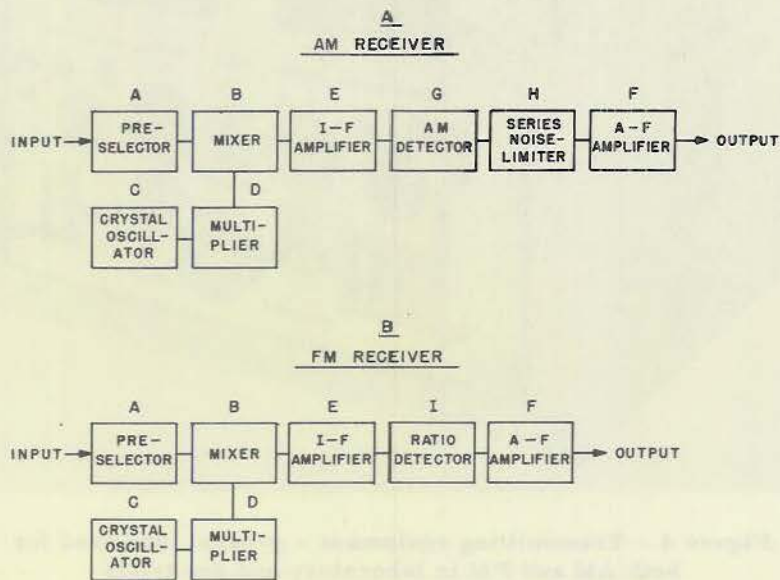 A
AM RECEIVER
A B E G H F
INPUT PRE- SELECTOR MIXER I-F AMPLIFIER AM DETECTOR SERIES NOISE- LIMITER A-F AMPLIFIER OUTPUT
C D
CRYSTAL OSCILL- ATOR MULTI- PLIER
B
FM RECEIVER
A B E I F
INPUT PRE- SELECTOR MIXER I-F AMPLIFIER RATIO DETECTOR A-F AMPLIFIER OUTPUT
C D
CRYSTAL OSCILL- ATOR MULTI- PLIER